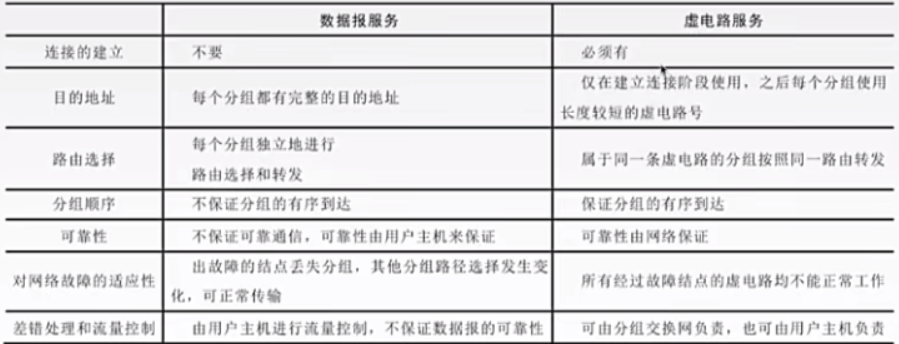 数据报服务 虚电路服务
连接的建立 不要 必须有
目的地址 每个分组都有完整的目的地址 仅在建立连接阶段使用，之后每个分组使用
长度较短的虚电路号
路由选择 每个分组独立地进行
路由选择和转发 属于同一条虚电路的分组按照同一路由转发
分组顺序 不保证分组的有序到达 保证分组的有序到达
可靠性 不保证可靠通信，可靠性由用户主机来保证 可靠性由网络保证
对网络故障的适应性 出故障的结点丢失分组，其他分组路径选择发生变
化，可正常传输 所有经过故障结点的虚电路均不能正常工作
差错处理和流量控制 由用户主机进行流量控制，不保证数据报的可靠性 可由分组交换网负责，也可由用户主机负责